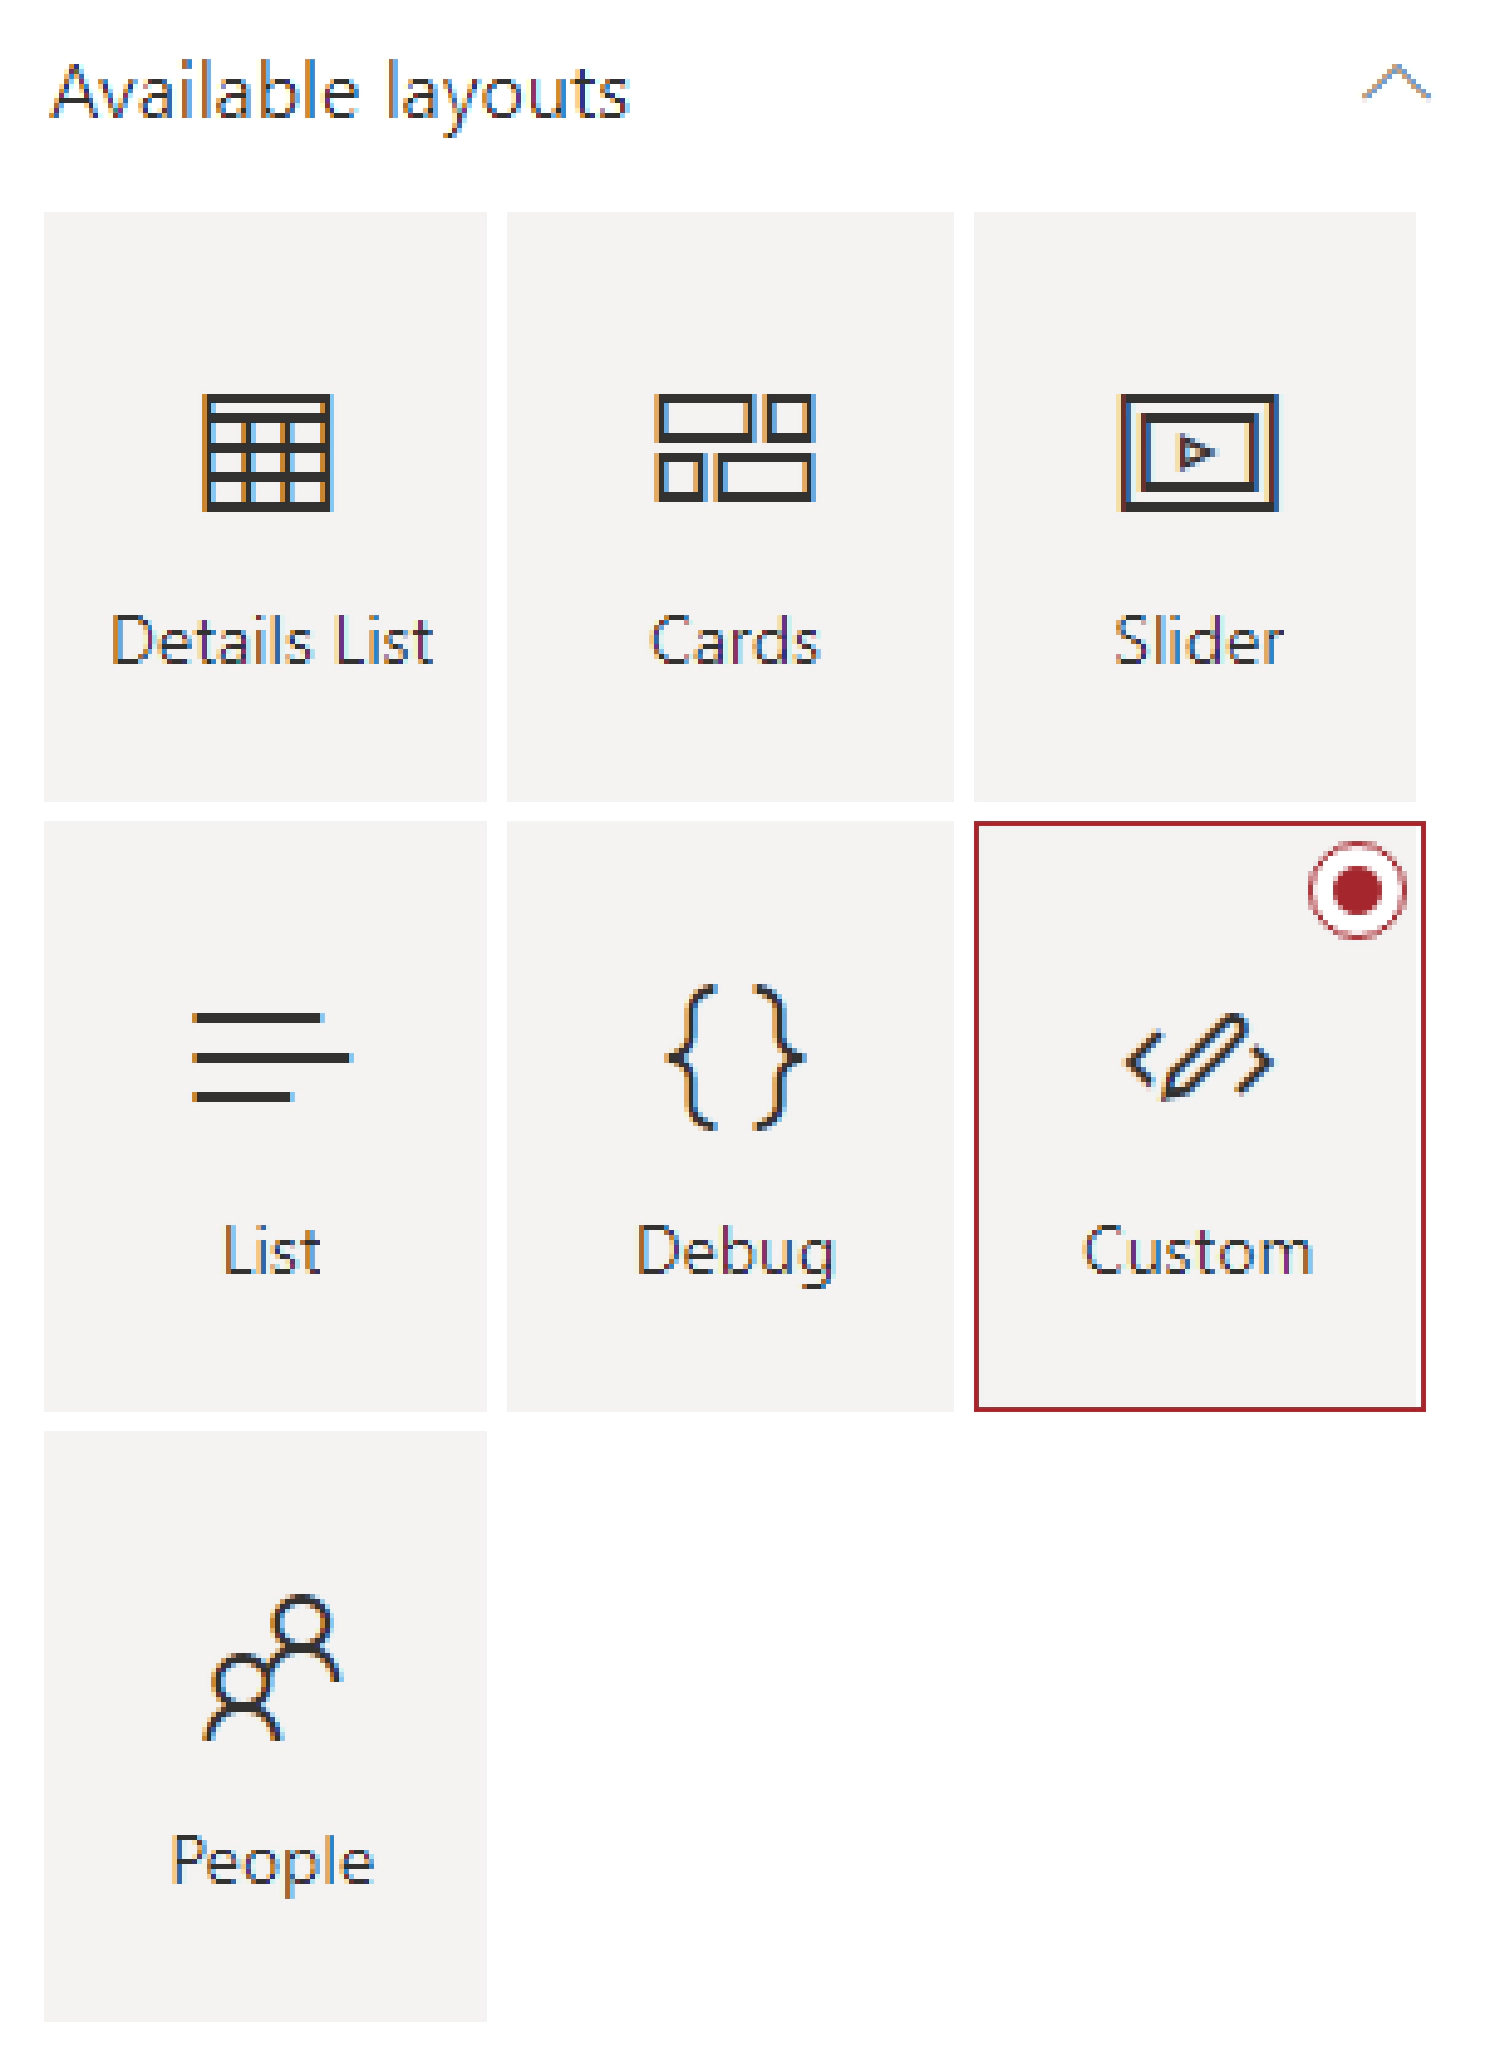 Available layouts
Details List
Cards
Slider
List
Debug
Custom
People